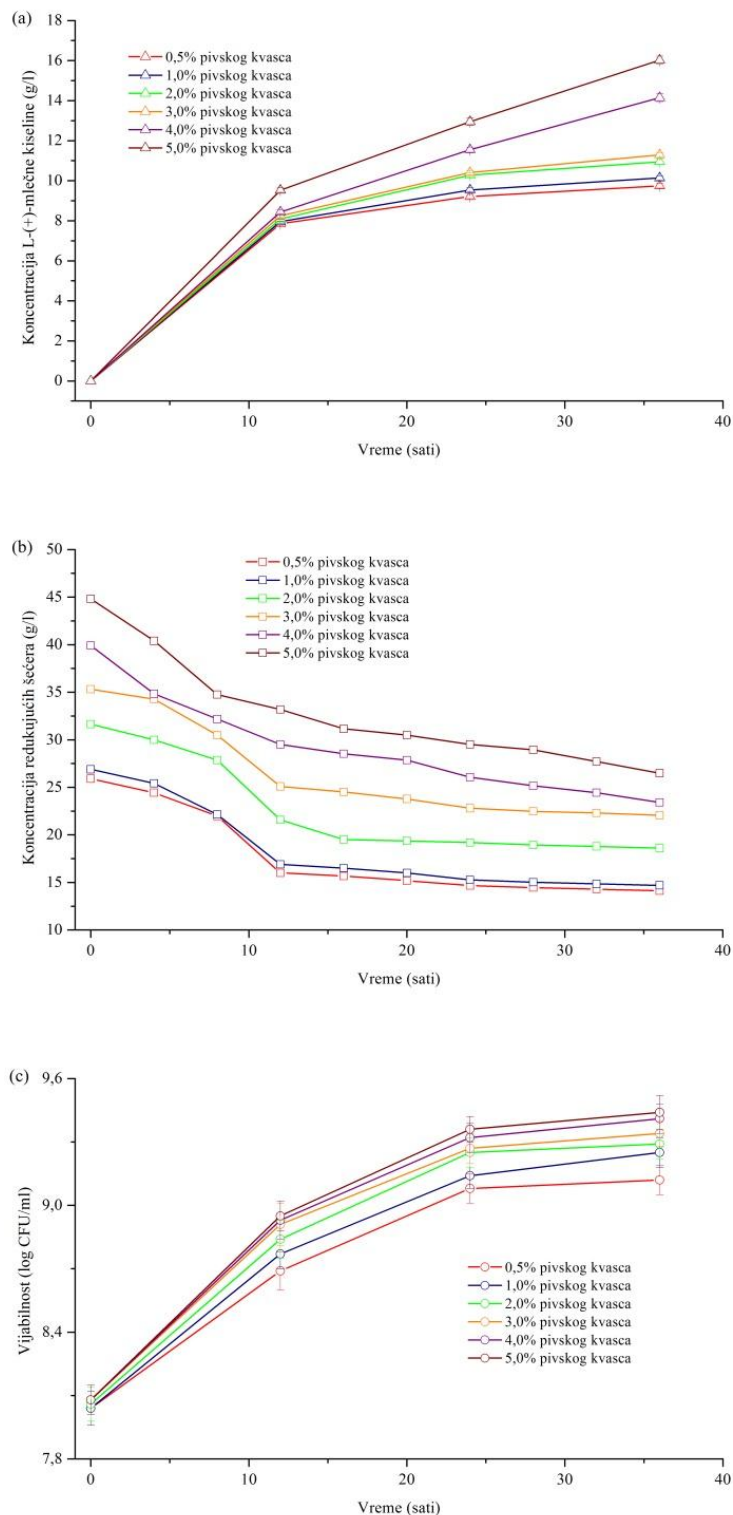 (a)
18
16
14
12
10
8
6
4
2
0
Koncentracija L-(+)-mlečne kiseline (g/l)
0,5% pivskog kvasca
1,0% pivskog kvasca
2,0% pivskog kvasca
3,0% pivskog kvasca
4,0% pivskog kvasca
5,0% pivskog kvasca
0 10 20 30 40
Vreme (sati)
(b)
50
45
40
35
30
25
20
15
10
Koncentracija redukujućih šećera (g/l)
0,5% pivskog kvasca
1,0% pivskog kvasca
2,0% pivskog kvasca
3,0% pivskog kvasca
4,0% pivskog kvasca
5,0% pivskog kvasca
0 10 20 30 40
Vreme (sati)
(c)
9,6
9,0
8,4
7,8
Vijabilnost (log CFU/ml)
0,5% pivskog kvasca
1,0% pivskog kvasca
2,0% pivskog kvasca
3,0% pivskog kvasca
4,0% pivskog kvasca
5,0% pivskog kvasca
0 10 20 30 40
Vreme (sati)